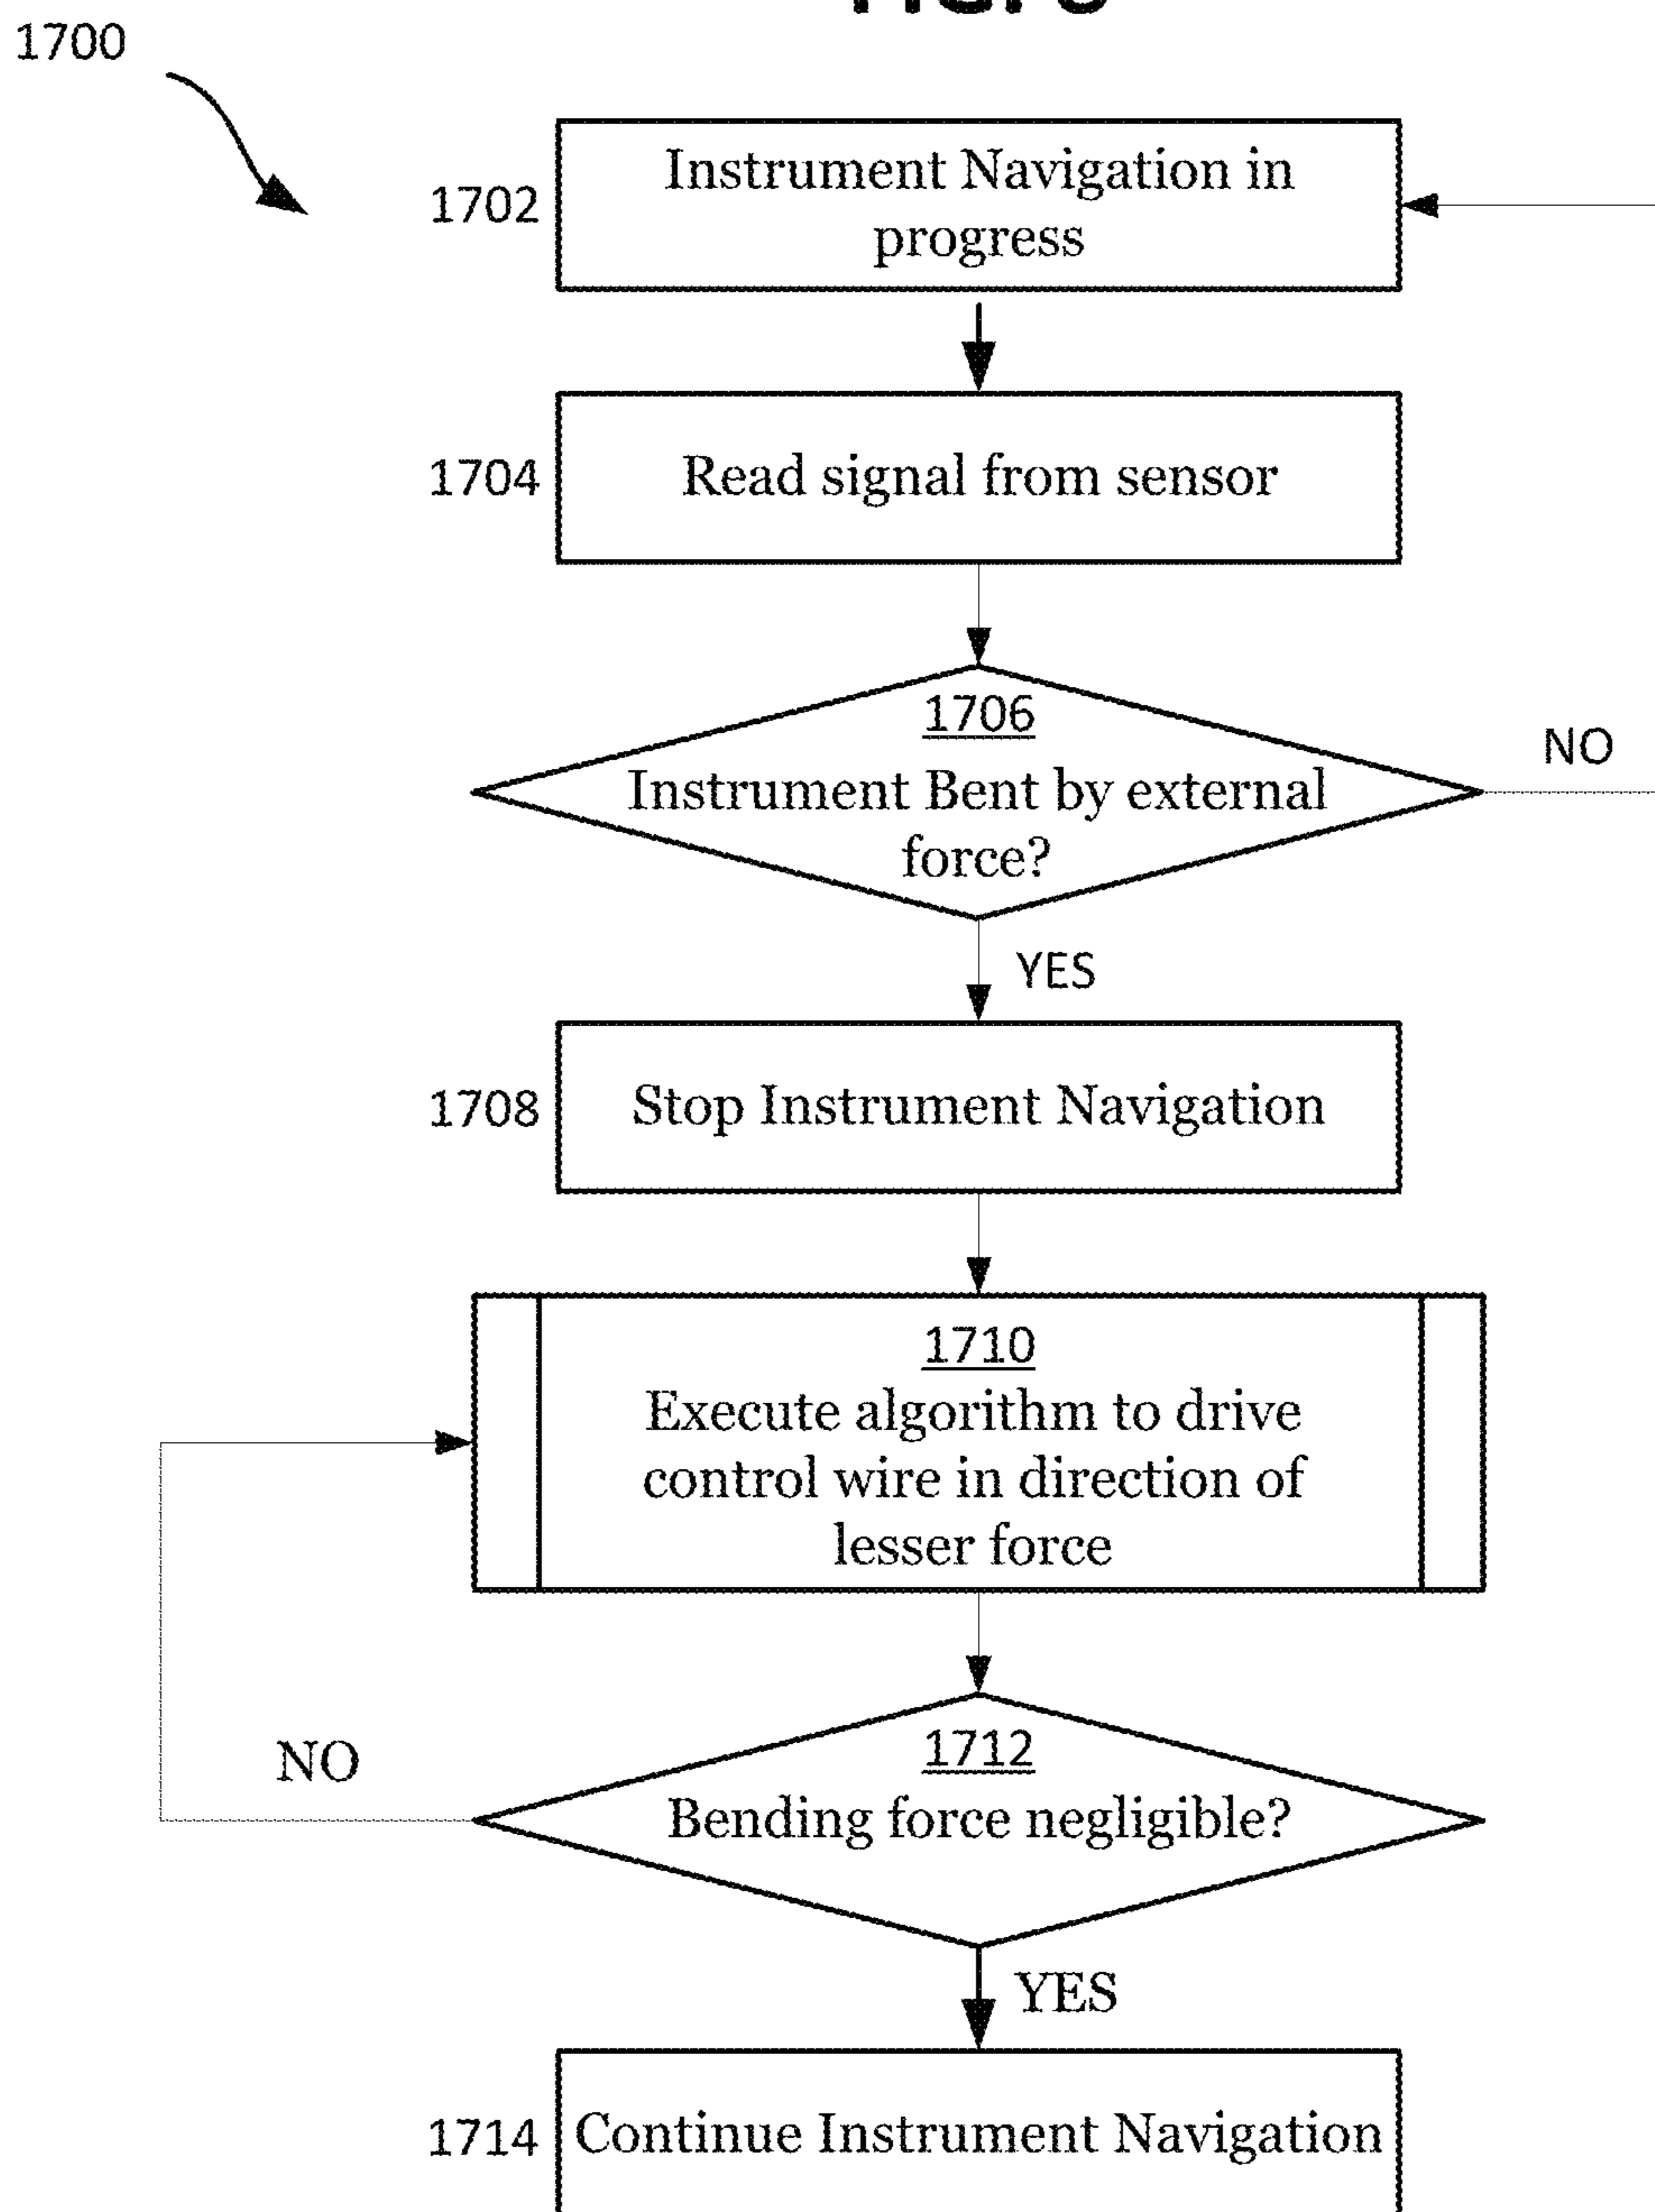 1700
1702
Instrument Navigation in
progress
1704
Read signal from sensor
1706
Instrument Bent by external
force?
NO
YES
1708
Stop Instrument Navigation
1710
Execute algorithm to drive
control wire in direction of
lesser force
1712
Bending force negligible?
NO
YES
1714
Continue Instrument Navigation